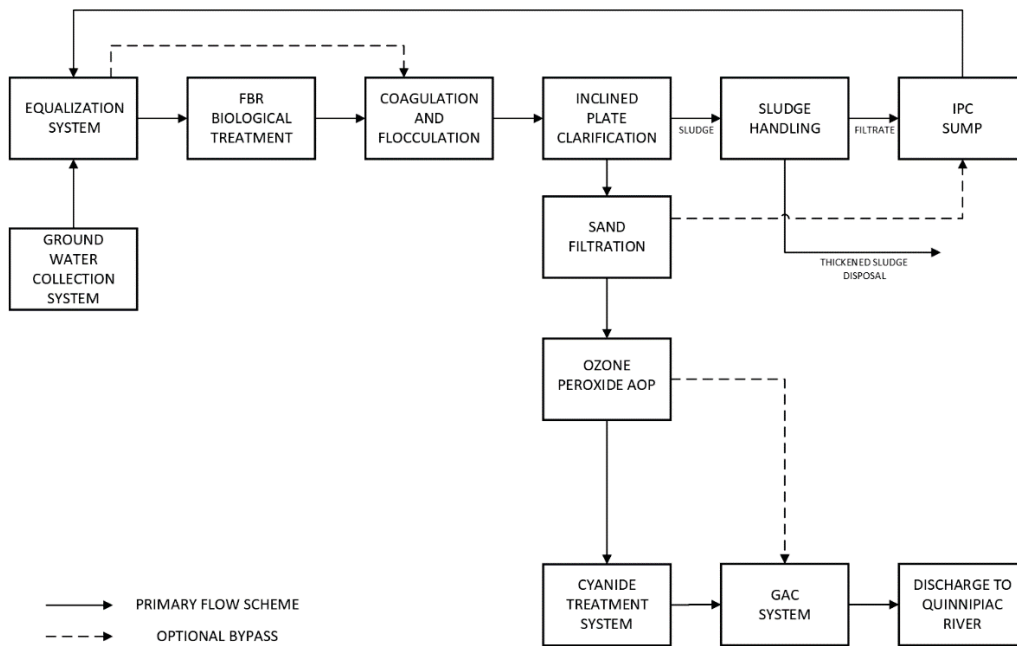 EQUALIZATION
SYSTEM
FBR
BIOLOGICAL
TREATMENT
COAGULATION
AND
FLOCCULATION
INCLINED
PLATE
CLARIFICATION
SLUDGE
SLUDGE
HANDLING
FILTRATE
IPC
SUMP
GROUND
WATER
COLLECTION
SYSTEM
SAND
FILTRATION
THICKENED SLUDGE
DISPOSAL
OZONE
PEROXIDE AOP
CYANIDE
TREATMENT
SYSTEM
GAC
SYSTEM
DISCHARGE TO
QUINNIPIAC
RIVER
PRIMARY FLOW SCHEME
OPTIONAL BYPASS